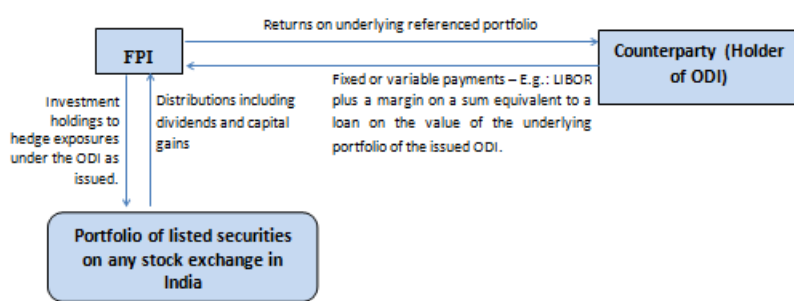 Returns on underlying referenced portfolio
FPI
Counterparty (Holder
of ODI)
Fixed or variable payments – E.g.: LIBOR
plus a margin on a sum equivalent to a
loan on the value of the underlying
portfolio of the issued ODI.
Investment
holdings to
hedge exposures
under the ODI as
issued.
Distributions including
dividends and capital
gains
Portfolio of listed securities
on any stock exchange in
India